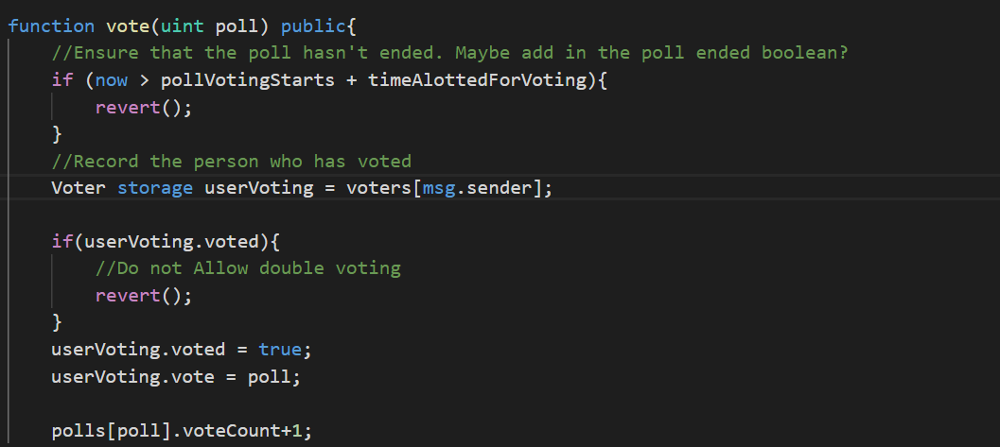 function vote(uint poll) public{
//Ensure that the poll hasn't ended. Maybe add in the poll ended boolean?
if (now > pollVotingStarts + timeAlottedForVoting){
revert();
}
//Record the person who has voted
Voter storage userVoting = voters[msg.sender];
if(userVoting.voted){
//Do not Allow double voting
revert();
}
userVoting.voted = true;
userVoting.vote = poll;
polls[poll].voteCount+1;